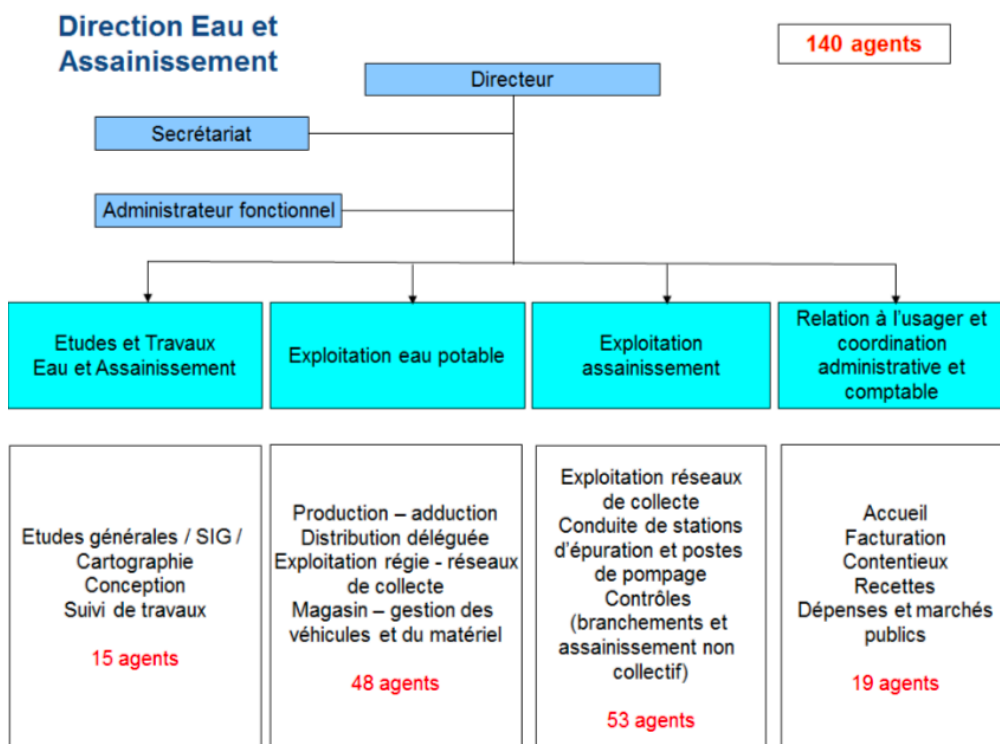 Direction Eau et
Assainissement
140 agents
Directeur
Secrétariat
Administrateur fonctionnel
Etudes et Travaux
Eau et Assainissement
Exploitation eau potable
Exploitation
assainissement
Relation à l'usager et
coordination
administrative et
comptable
Etudes générales / SIG /
Cartographie
Conception
Suivi de travaux
15 agents
Production – adduction
Distribution déléguée
Exploitation régie - réseaux
de collecte
Magasin – gestion des
véhicules et du matériel
48 agents
Exploitation réseaux
de collecte
Conduite de stations
d'épuration et postes
de pompage
Contrôles
(branchements et
assainissement non
collectif)
53 agents
Accueil
Facturation
Contentieux
Recettes
Dépenses et marchés
publics
19 agents